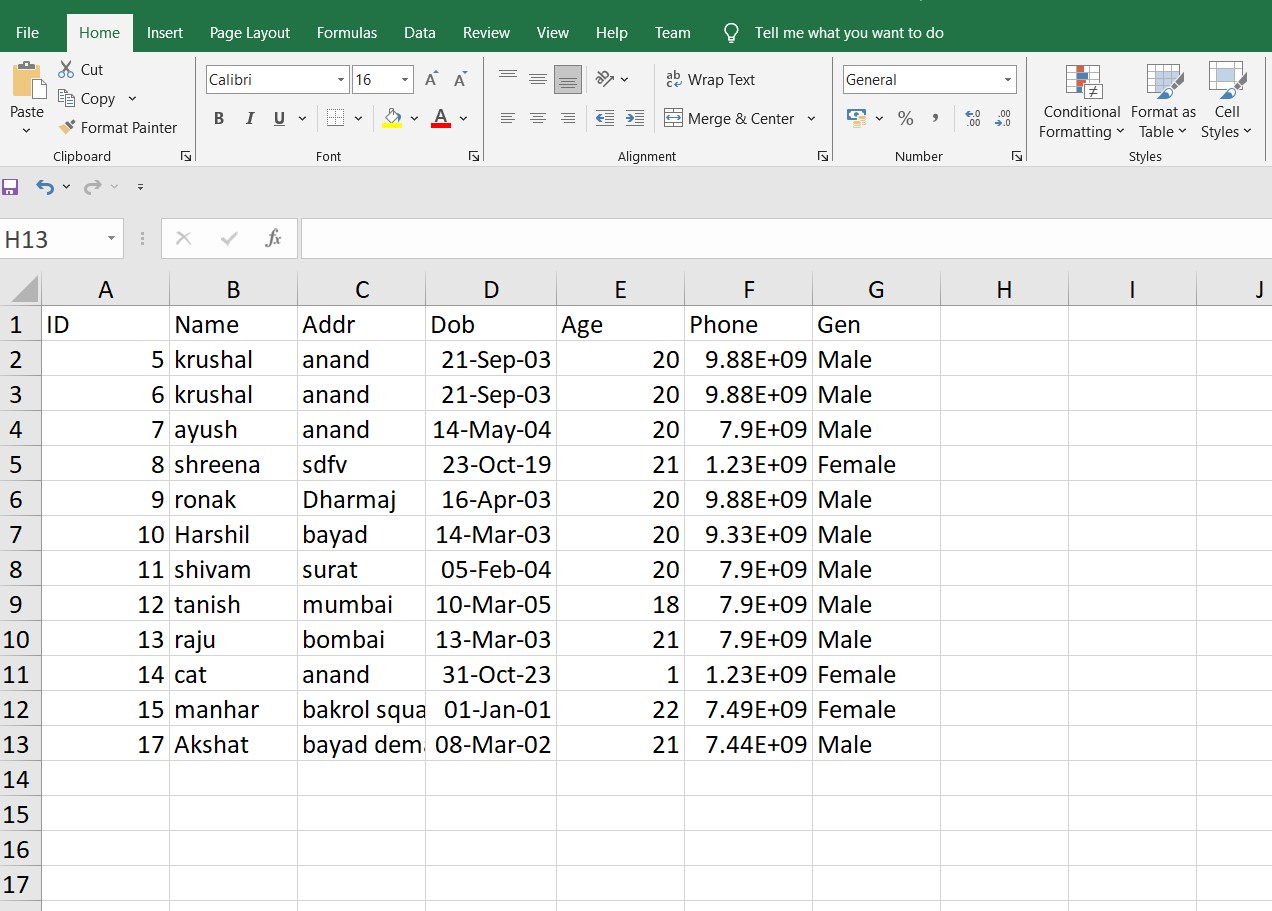 File Home Insert Page Layout Formulas Data Review View Help Team Tell me what you want to do
Paste Cut Copy Format Painter Clipboard
Calibri 16 A A B I U A Font
ab Wrap Text Merge & Center Alignment
General % , .00 .0 Number
Conditional Formatting Format as Table Cell Styles Styles
H13 fx
A B C D E F G H I J
1 ID Name Addr Dob Age Phone Gen
2 5 krushal anand 21-Sep-03 20 9.88E+09 Male
3 6 krushal anand 21-Sep-03 20 9.88E+09 Male
4 7 ayush anand 14-May-04 20 7.9E+09 Male
5 8 shreena sdfv 23-Oct-19 21 1.23E+09 Female
6 9 ronak Dharmaj 16-Apr-03 20 9.88E+09 Male
7 10 Harshil bayad 14-Mar-03 20 9.33E+09 Male
8 11 shivam surat 05-Feb-04 20 7.9E+09 Male
9 12 tanish mumbai 10-Mar-05 18 7.9E+09 Male
10 13 raju bombai 13-Mar-03 21 7.9E+09 Male
11 14 cat anand 31-Oct-23 1 1.23E+09 Female
12 15 manhar bakrol squa 01-Jan-01 22 7.49E+09 Female
13 17 Akshat bayad dem 08-Mar-02 21 7.44E+09 Male
14
15
16
17